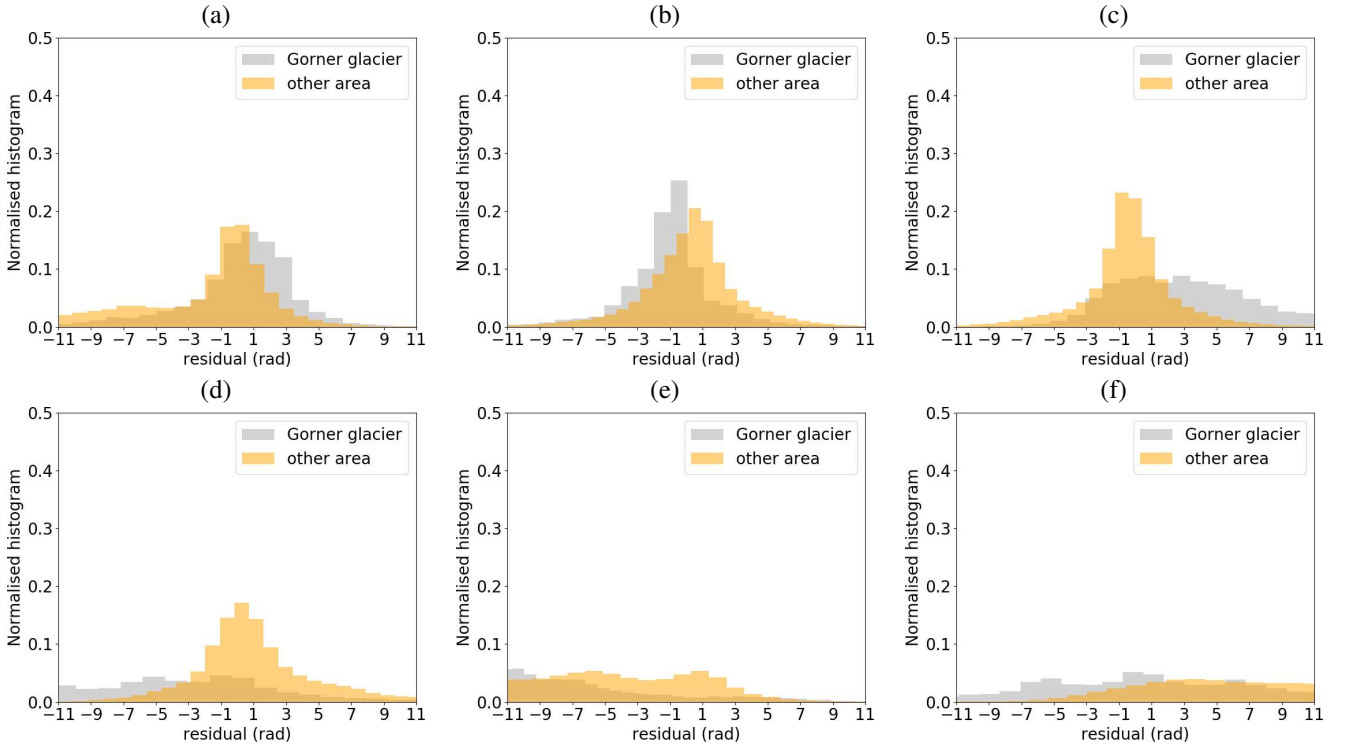 (a)
0.5
0.4
0.3
0.2
0.1
0.0
Normalised histogram
Gorner glacier
other area
−11 −9 −7 −5 −3 −1 1 3 5 7 9 11
residual (rad)
(b)
0.5
0.4
0.3
0.2
0.1
0.0
Normalised histogram
Gorner glacier
other area
−11 −9 −7 −5 −3 −1 1 3 5 7 9 11
residual (rad)
(c)
0.5
0.4
0.3
0.2
0.1
0.0
Normalised histogram
Gorner glacier
other area
−11 −9 −7 −5 −3 −1 1 3 5 7 9 11
residual (rad)
(d)
0.5
0.4
0.3
0.2
0.1
0.0
Normalised histogram
Gorner glacier
other area
−11 −9 −7 −5 −3 −1 1 3 5 7 9 11
residual (rad)
(e)
0.5
0.4
0.3
0.2
0.1
0.0
Normalised histogram
Gorner glacier
other area
−11 −9 −7 −5 −3 −1 1 3 5 7 9 11
residual (rad)
(f)
0.5
0.4
0.3
0.2
0.1
0.0
Normalised histogram
Gorner glacier
other area
−11 −9 −7 −5 −3 −1 1 3 5 7 9 11
residual (rad)